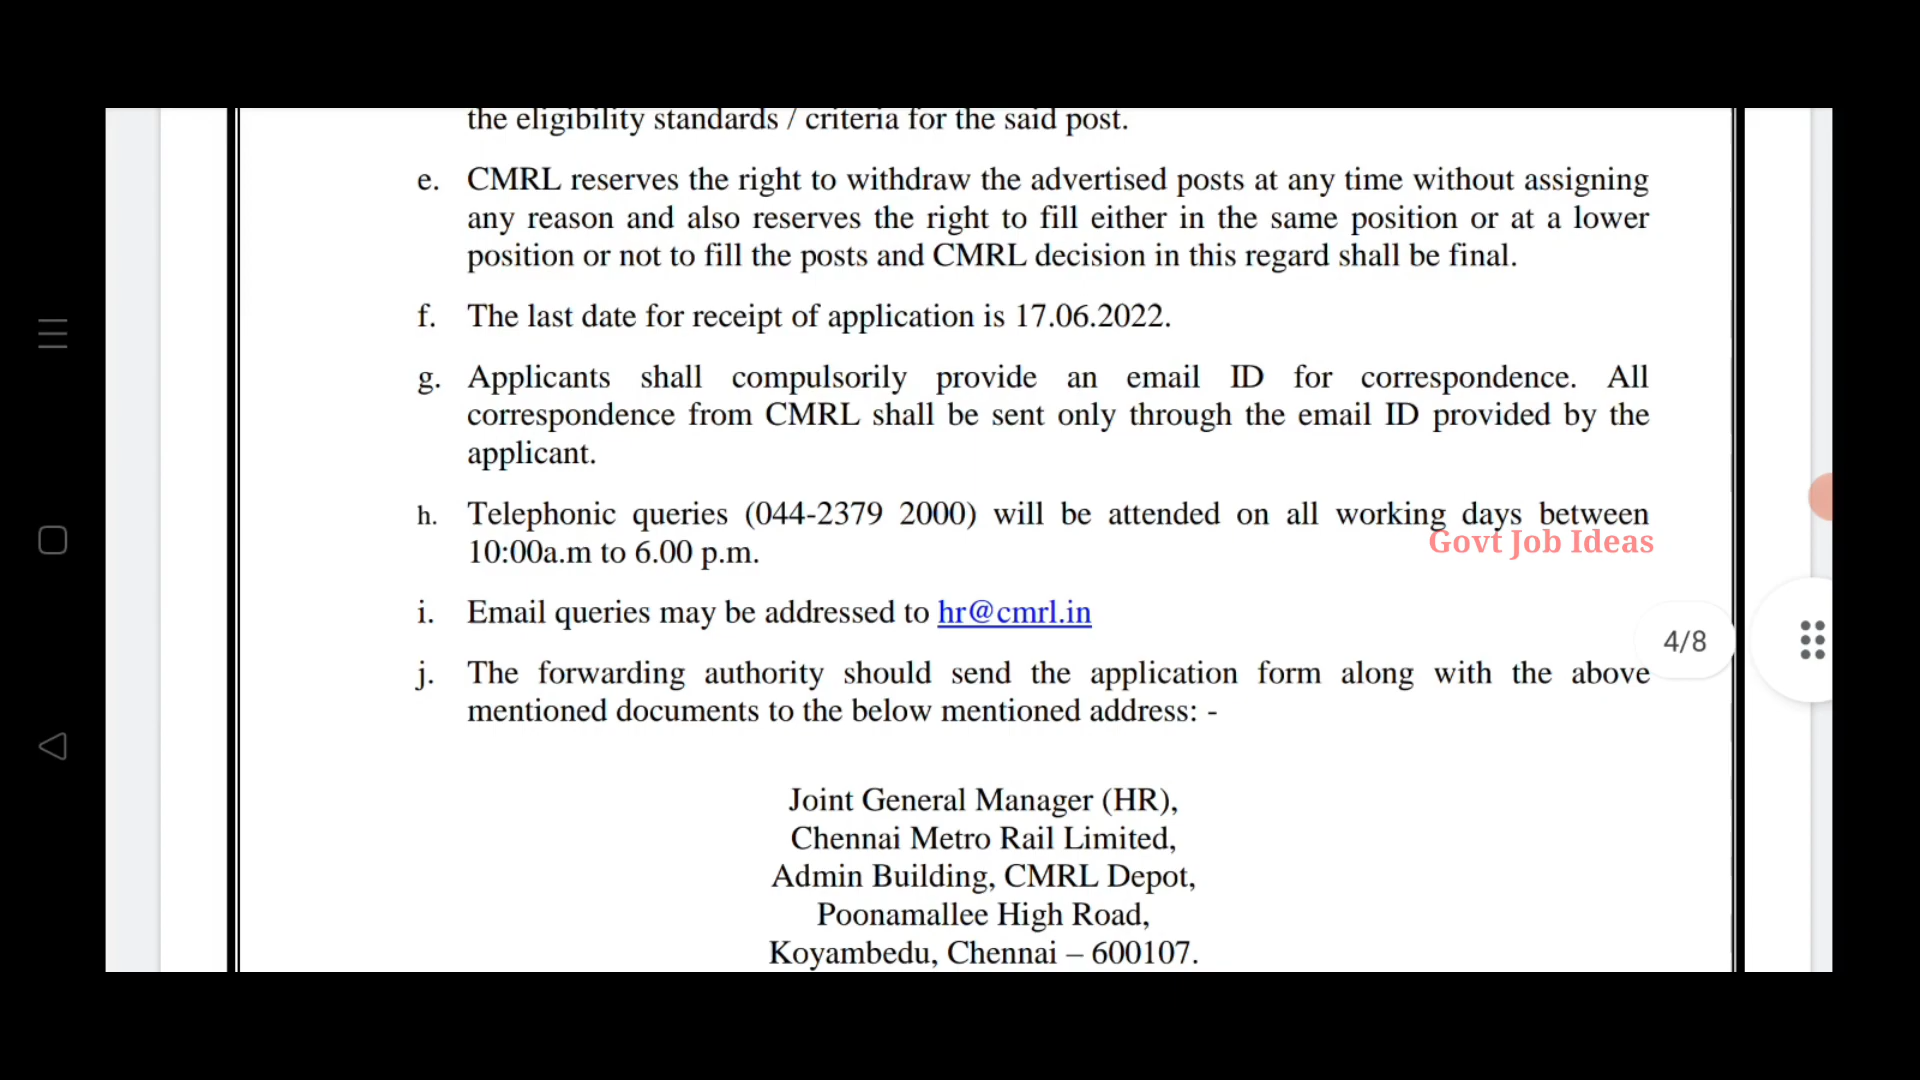 the eligibility standards / criteria for the said post.
e. CMRL reserves the right to withdraw the advertised posts at any time without assigning
any reason and also reserves the right to fill either in the same position or at a lower
position or not to fill the posts and CMRL decision in this regard shall be final.
f. The last date for receipt of application is 17.06.2022.
g. Applicants shall compulsorily provide an email ID for correspondence. All
correspondence from CMRL shall be sent only through the email ID provided by the
applicant.
h. Telephonic queries (044-2379 2000) will be attended on all working days between
10:00a.m to 6.00 p.m.
Govt Job Ideas
i. Email queries may be addressed to hr@cmrl.in
4/8
j. The forwarding authority should send the application form along with the above
mentioned documents to the below mentioned address: -
Joint General Manager (HR),
Chennai Metro Rail Limited,
Admin Building, CMRL Depot,
Poonamallee High Road,
Koyambedu, Chennai – 600107.